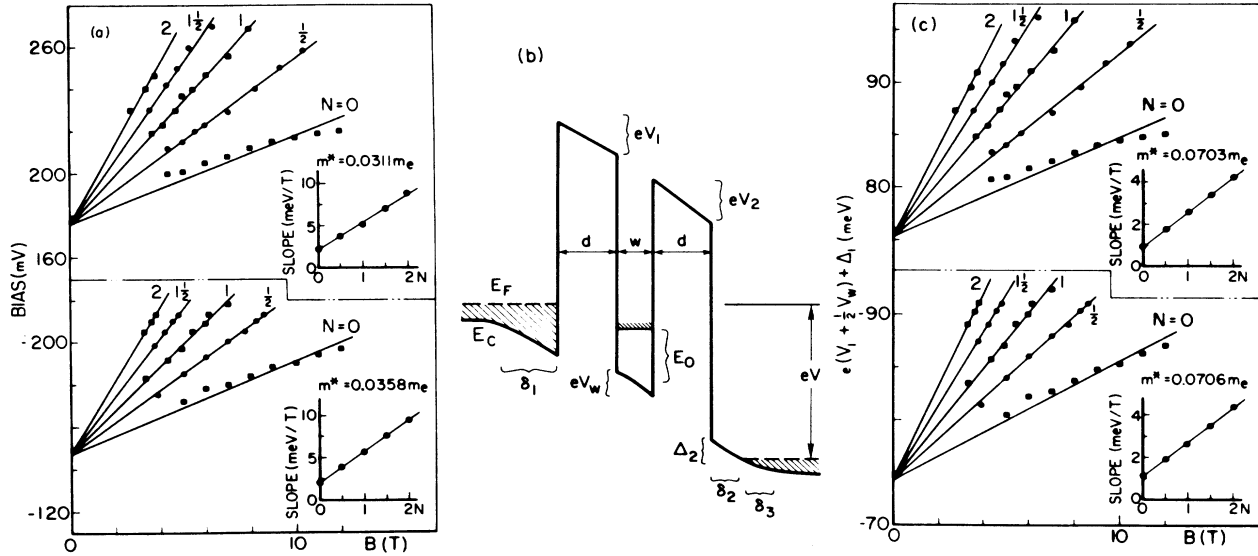 (a)
BIAS(mV)
260
200
160
-200
-120
0
10
B(T)
2
1½
1
½
N=0
m*=0.0311mₑ
SLOPE(meV/T)
10
5
0
0
1
2N
2
1½
1
½
N=0
m*=0.0358mₑ
SLOPE(meV/T)
10
5
0
0
1
2N
(b)
eV₁
eV₂
d
w
d
E_F
E_C
δ₁
eV_w
E₀
eV
Δ₂
δ₂
δ₃
(c)
e(V₁ + ½V_w) + Δ₁ (meV)
90
80
-90
-70
0
10
B(T)
2
1½
1
½
N=0
m*=0.0703mₑ
SLOPE(meV/T)
4
2
0
0
1
2N
2
1½
1
½
N=0
m*=0.0706mₑ
SLOPE(meV/T)
4
2
0
0
1
2N